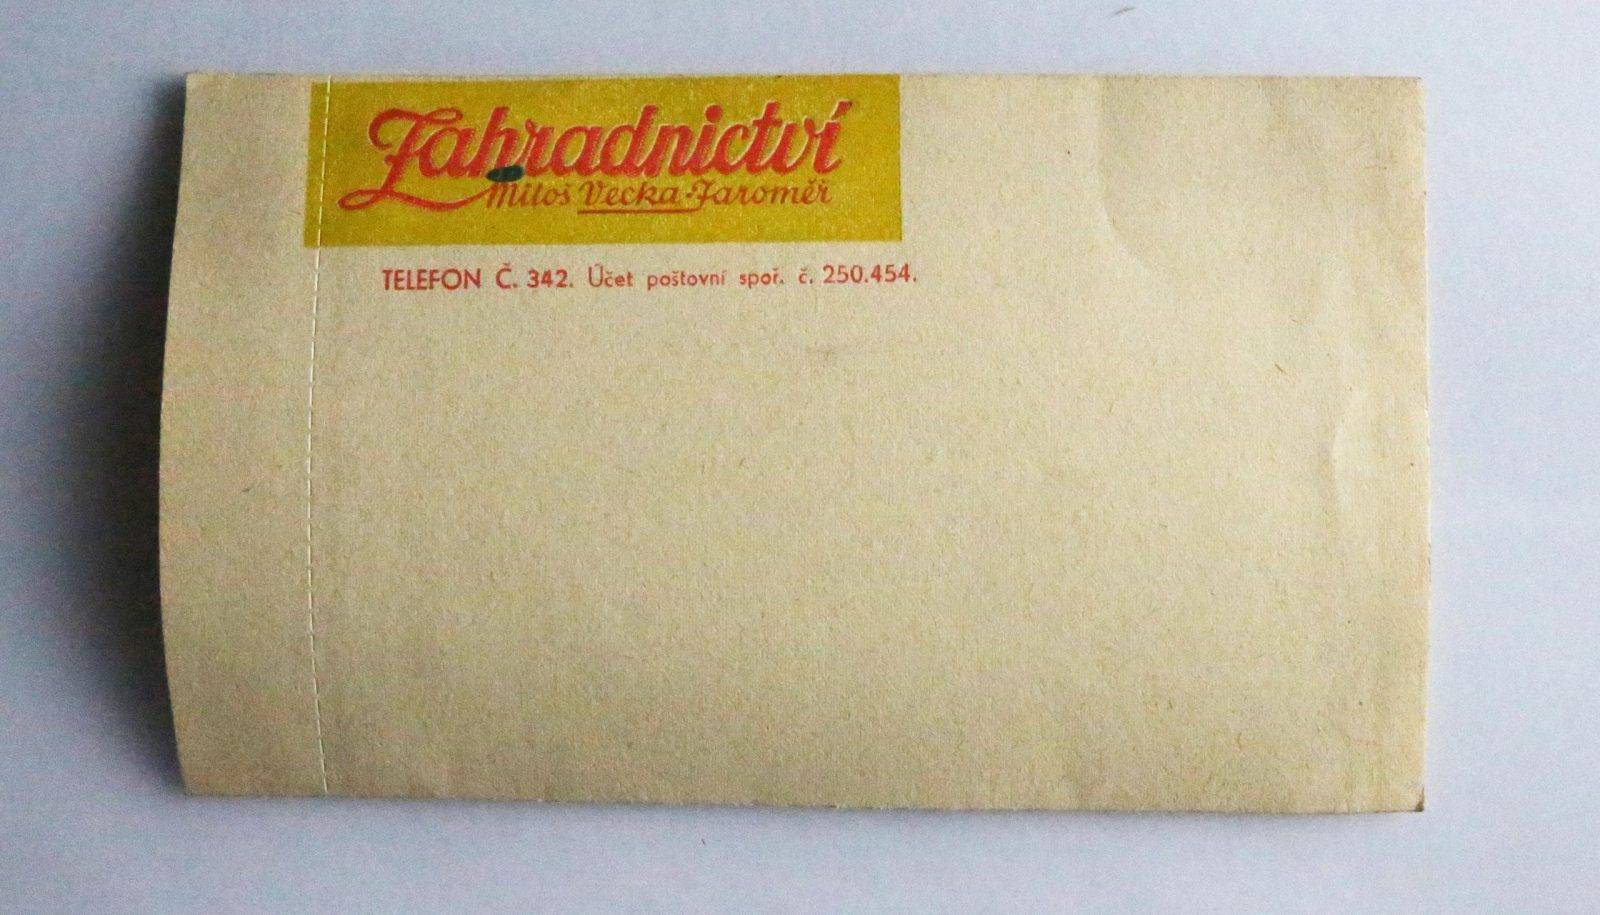 Zahradnictví
Miloš Vecka-Jaroměř
TELEFON Č. 342. Účet poštovní spoř. č. 250.454.